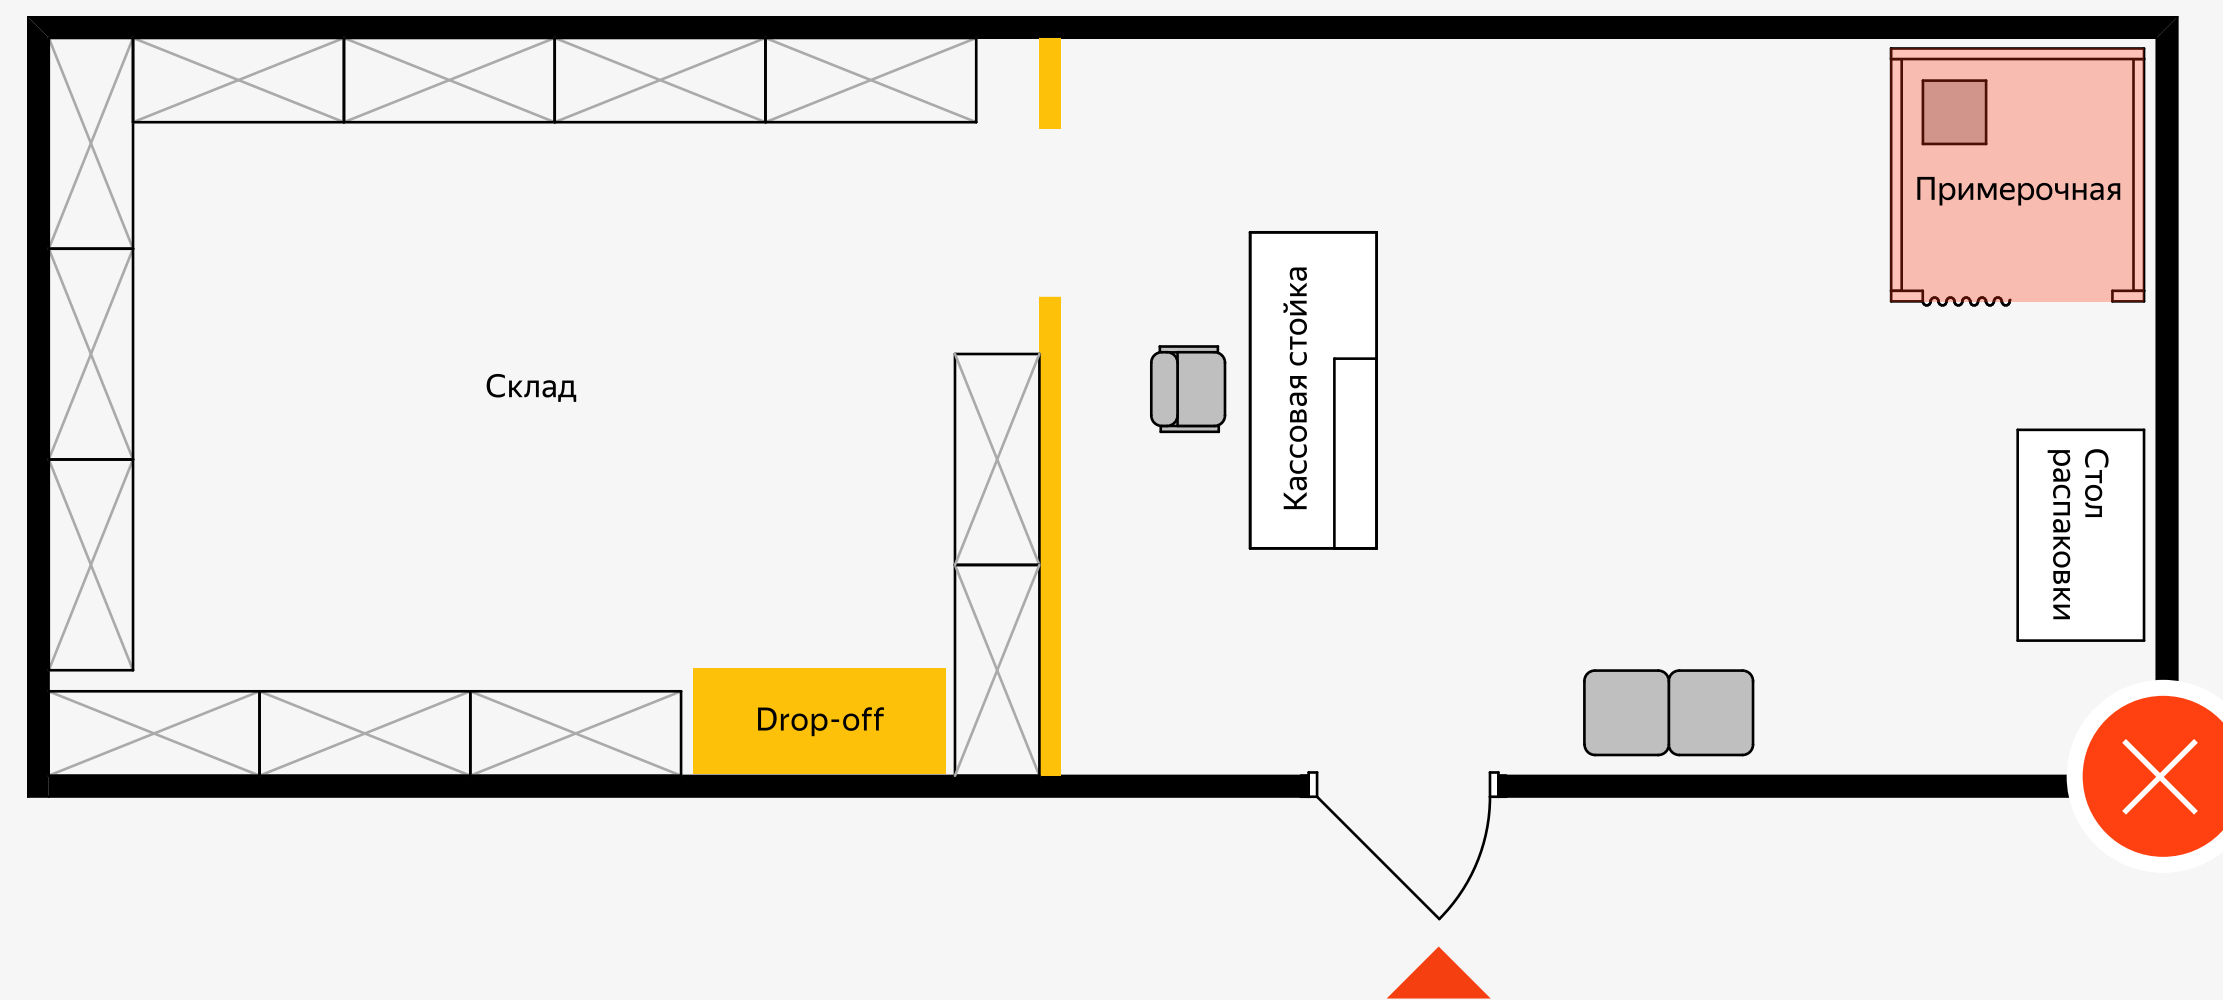 Примерочная
Кассовая стойка
Склад
Стол
распаковки
Drop-off